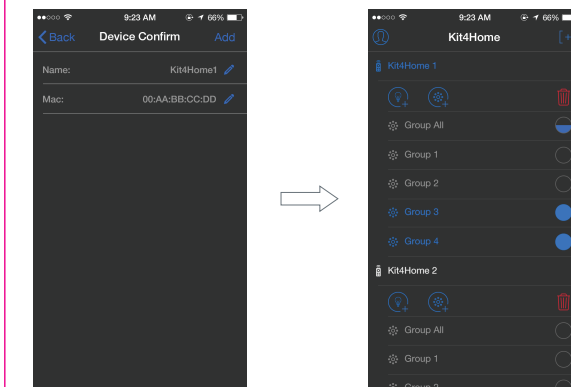 9:23 AM
66%
Back
Device Confirm
Add
Name:
Kit4Home1
Mac:
00:AA:BB:CC:DD
9:23 AM
66%
Kit4Home
Kit4Home 1
Group All
Group 1
Group 2
Group 3
Group 4
Kit4Home 2
Group All
Group 1
Group 2